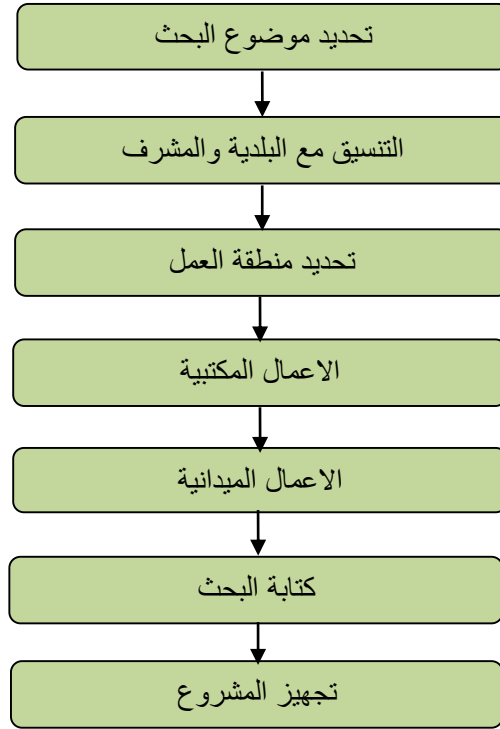 تحديد موضوع البحث
التنسيق مع البلدية والمشرف
تحديد منطقة العمل
الاعمال المكتبية
الاعمال الميدانية
كتابة البحث
تجهيز المشروع